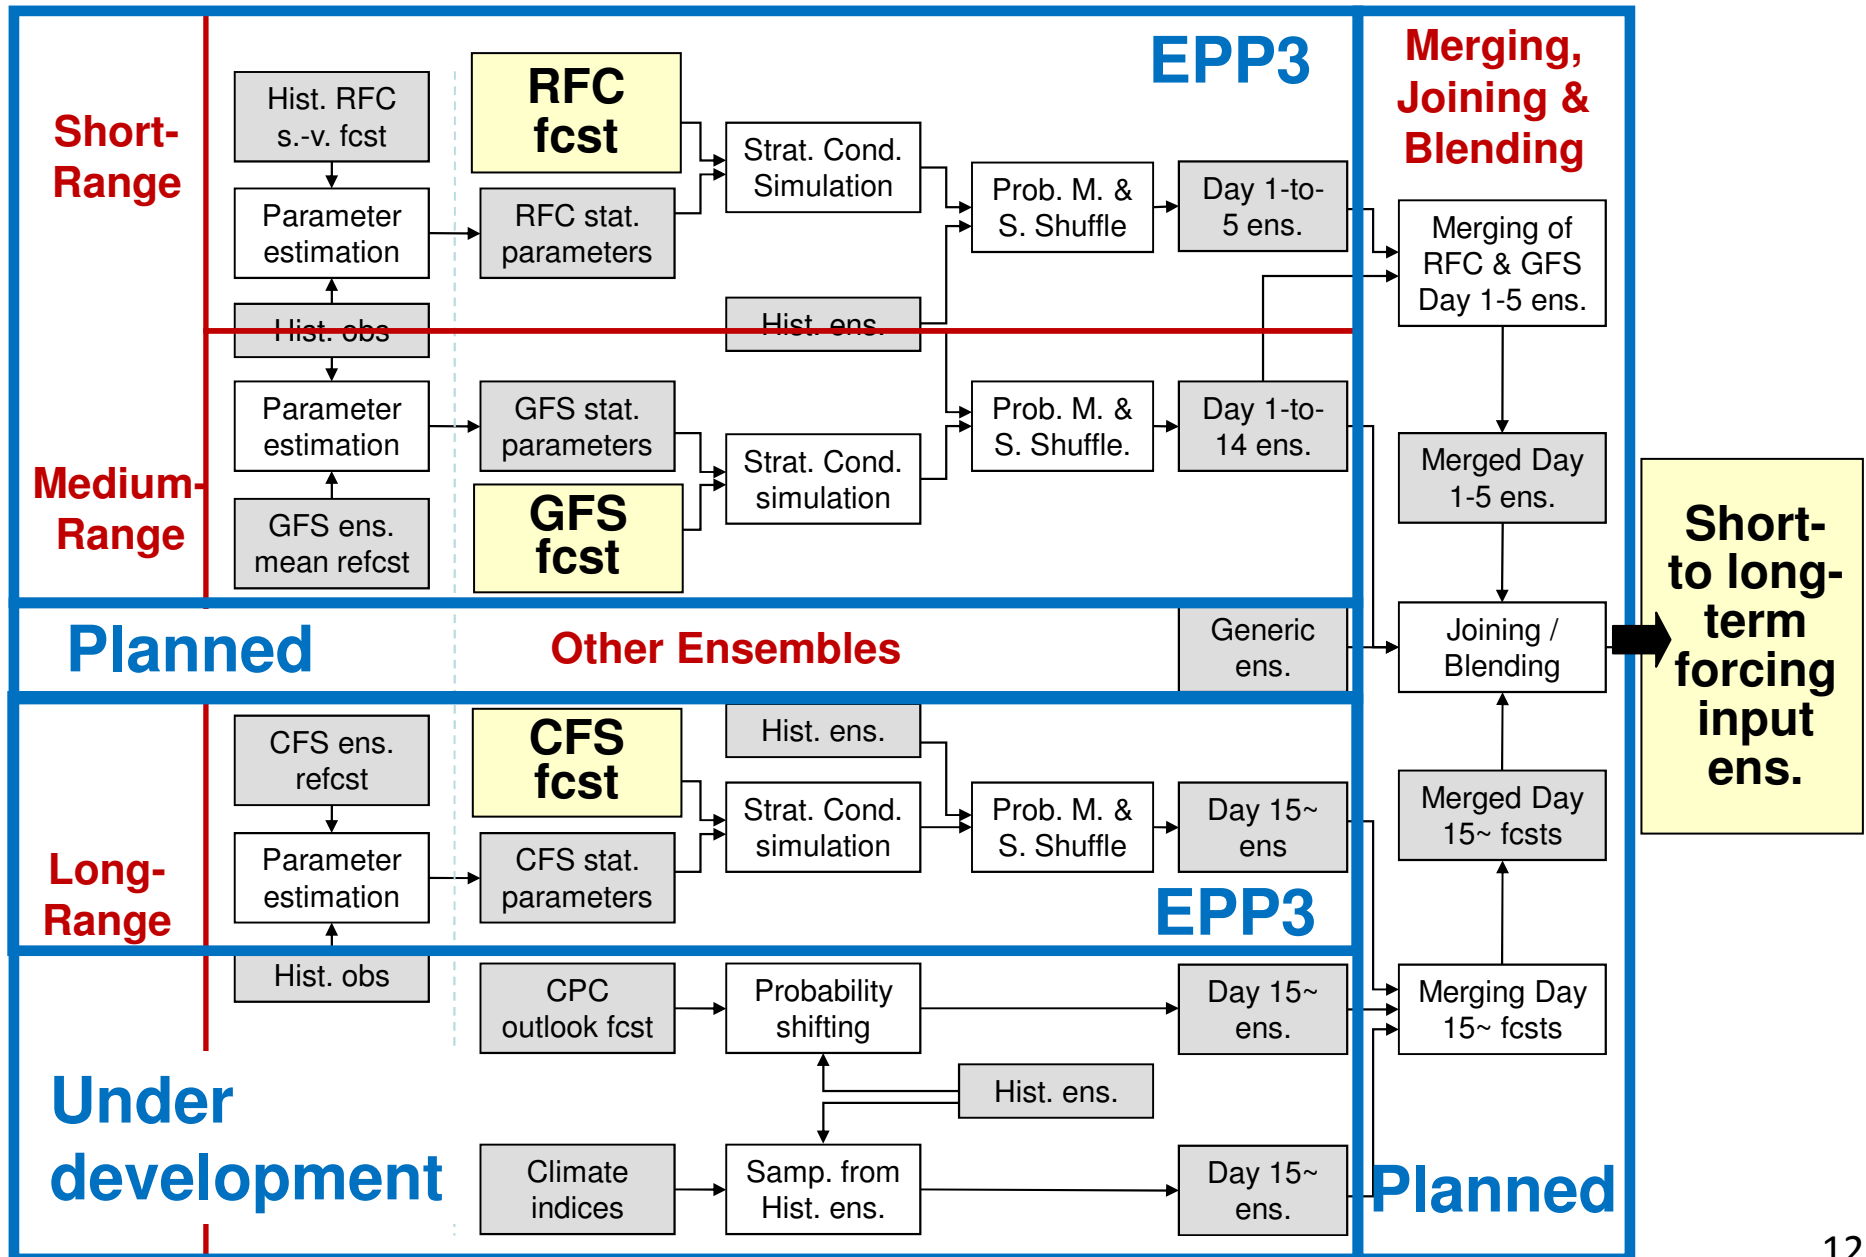 EPP3
Merging,
Joining &
Blending
Short-
Range
Hist. RFC
s.-v. fcst
RFC
fcst
Strat. Cond.
Simulation
Parameter
estimation
RFC stat.
parameters
Prob. M. &
S. Shuffle
Day 1-to-
5 ens.
Merging of
RFC & GFS
Day 1-5 ens.
Hist. obs
Hist. ens.
Medium-
Range
Parameter
estimation
GFS stat.
parameters
Strat. Cond.
simulation
Prob. M. &
S. Shuffle.
Day 1-to-
14 ens.
Merged Day
1-5 ens.
GFS ens.
mean refcst
GFS
fcst
Short-
to long-
term
forcing
input
ens.
Planned
Other Ensembles
Generic
ens.
Joining /
Blending
CFS ens.
refcst
CFS
fcst
Hist. ens.
Strat. Cond.
simulation
Prob. M. &
S. Shuffle
Day 15~
ens
Merged Day
15~ fcsts
Long-
Range
Parameter
estimation
CFS stat.
parameters
EPP3
Hist. obs
CPC
outlook fcst
Probability
shifting
Day 15~
ens.
Merging Day
15~ fcsts
Under
development
Hist. ens.
Climate
indices
Samp. from
Hist. ens.
Day 15~
ens.
Planned
12